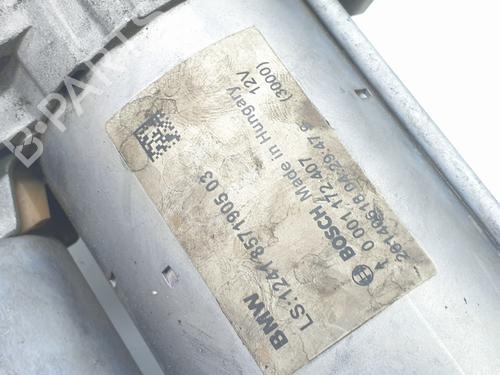 B-PARTS
BMW
LS.1241 8571905 03
BOSCH Made in Hungary
0 001 172 407 12V
(3000)